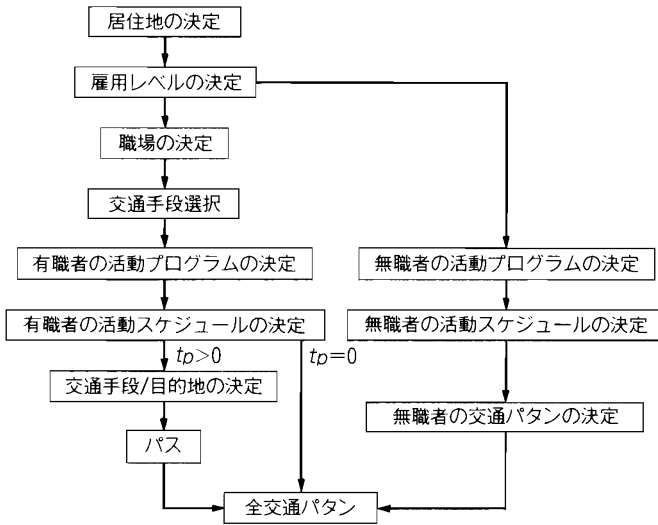 居住地の決定
雇用レベルの決定
職場の決定
交通手段選択
有職者の活動プログラムの決定
無職者の活動プログラムの決定
有職者の活動スケジュールの決定
無職者の活動スケジュールの決定
tp>0
tp=0
交通手段/目的地の決定
無職者の交通パタンの決定
パス
全交通パタン